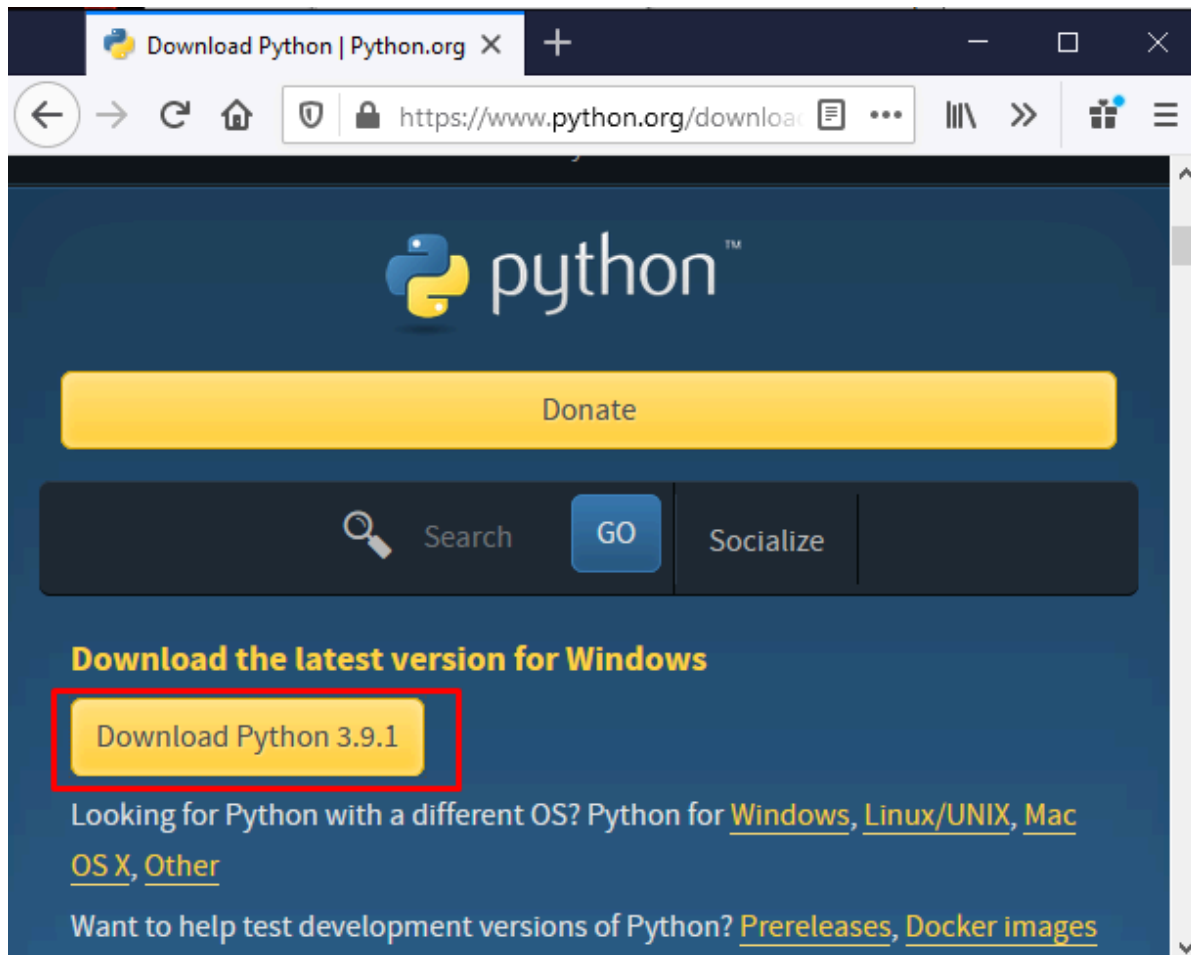 Download Python | Python.org
https://www.python.org/downloa
python™
Donate
Search GO Socialize
Download the latest version for Windows
Download Python 3.9.1
Looking for Python with a different OS? Python for Windows, Linux/UNIX, Mac
OS X, Other
Want to help test development versions of Python? Prereleases, Docker images